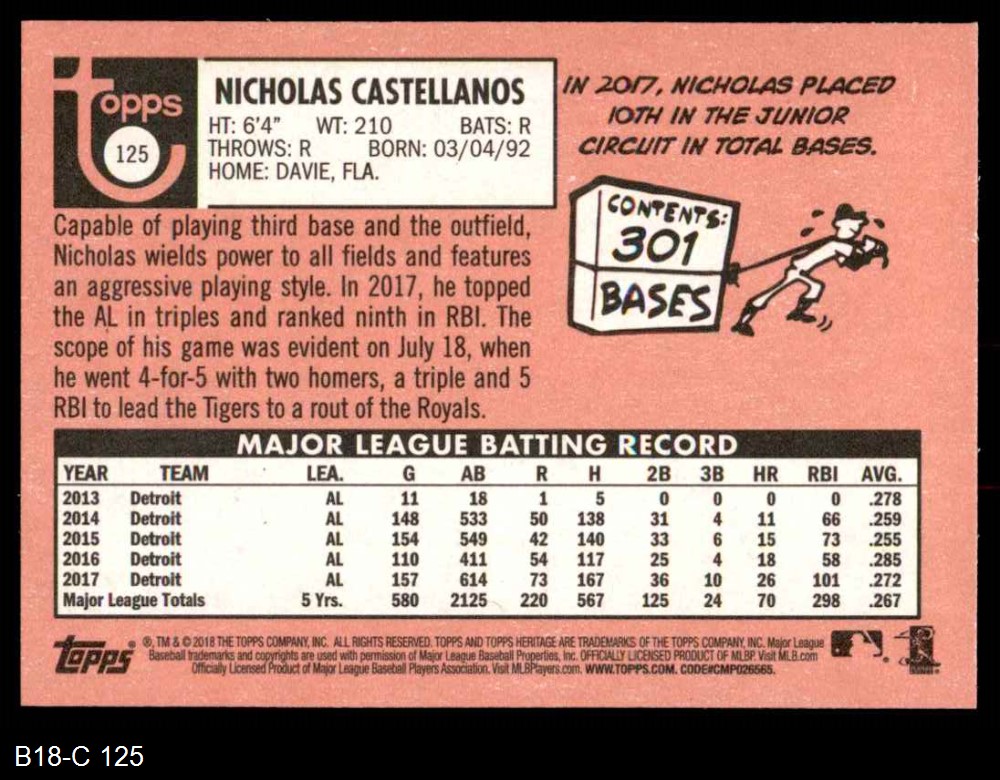 topps
125
NICHOLAS CASTELLANOS
HT: 6'4" WT: 210 BATS: R
THROWS: R BORN: 03/04/92
HOME: DAVIE, FLA.
IN 2017, NICHOLAS PLACED
10TH IN THE JUNIOR
CIRCUIT IN TOTAL BASES.
CONTENTS:
301
BASES
Capable of playing third base and the outfield,
Nicholas wields power to all fields and features
an aggressive playing style. In 2017, he topped
the AL in triples and ranked ninth in RBI. The
scope of his game was evident on July 18, when
he went 4-for-5 with two homers, a triple and 5
RBI to lead the Tigers to a rout of the Royals.
MAJOR LEAGUE BATTING RECORD
YEAR TEAM LEA. G AB R H 2B 3B HR RBI AVG.
2013 Detroit AL 11 18 1 5 0 0 0 0 .278
2014 Detroit AL 148 533 50 138 31 4 11 66 .259
2015 Detroit AL 154 549 42 140 33 6 15 73 .255
2016 Detroit AL 110 411 54 117 25 4 18 58 .285
2017 Detroit AL 157 614 73 167 36 10 26 101 .272
Major League Totals 5 Yrs. 580 2125 220 567 125 24 70 298 .267
topps
®, TM & © 2018 THE TOPPS COMPANY, INC. ALL RIGHTS RESERVED. TOPPS AND TOPPS HERITAGE ARE TRADEMARKS OF THE TOPPS COMPANY, INC. Major League
Baseball trademarks and copyrights are used with permission of Major League Baseball Properties, Inc. OFFICIALLY LICENSED PRODUCT OF MLBP. Visit MLB.com
Officially Licensed Product of Major League Baseball Players Association. Visit MLBPlayers.com. WWW.TOPPS.COM. CODE#CMP026565.
B18-C 125